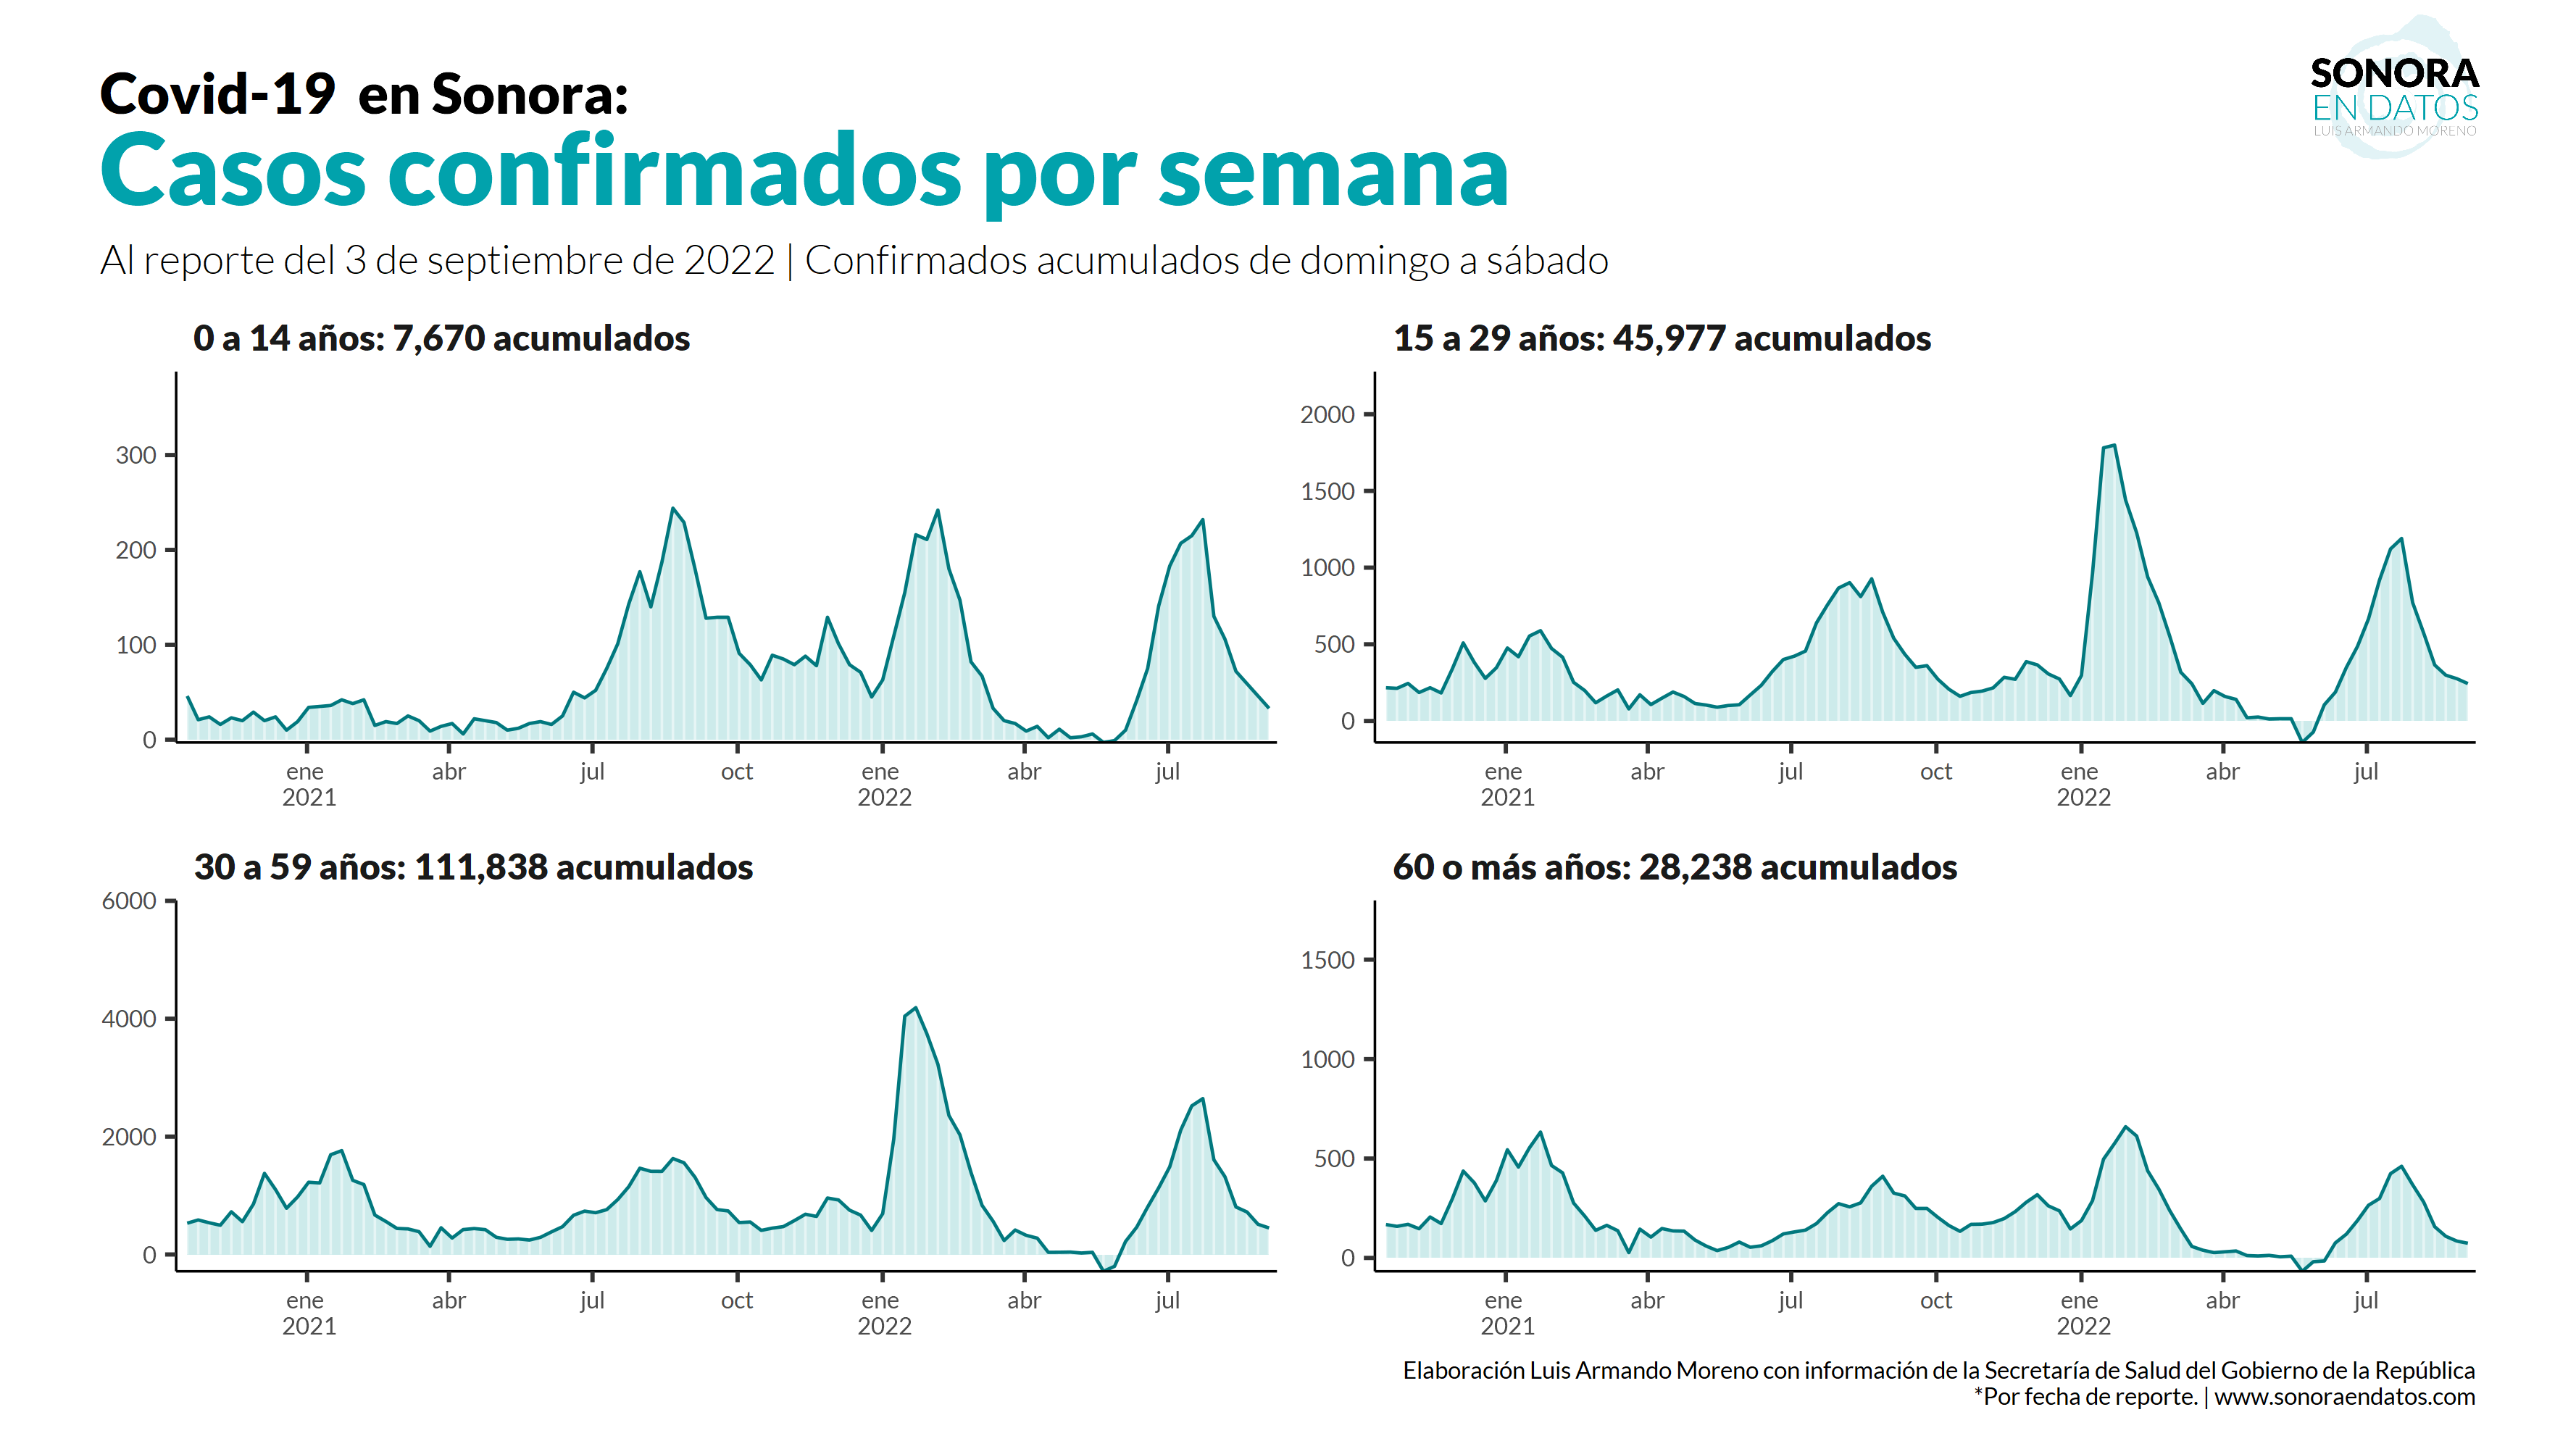 Covid-19 en Sonora:
Casos confirmados por semana
Al reporte del 3 de septiembre de 2022 | Confirmados acumulados de domingo a sábado
SONORA
EN DATOS
LUIS ARMANDO MORENO
0 a 14 años: 7,670 acumulados
300
200
100
0
ene abr jul oct ene abr jul
2021 2022
15 a 29 años: 45,977 acumulados
2000
1500
1000
500
0
ene abr jul oct ene abr jul
2021 2022
30 a 59 años: 111,838 acumulados
6000
4000
2000
0
ene abr jul oct ene abr jul
2021 2022
60 o más años: 28,238 acumulados
1500
1000
500
0
ene abr jul oct ene abr jul
2021 2022
Elaboración Luis Armando Moreno con información de la Secretaría de Salud del Gobierno de la República
*Por fecha de reporte. | www.sonoraendatos.com